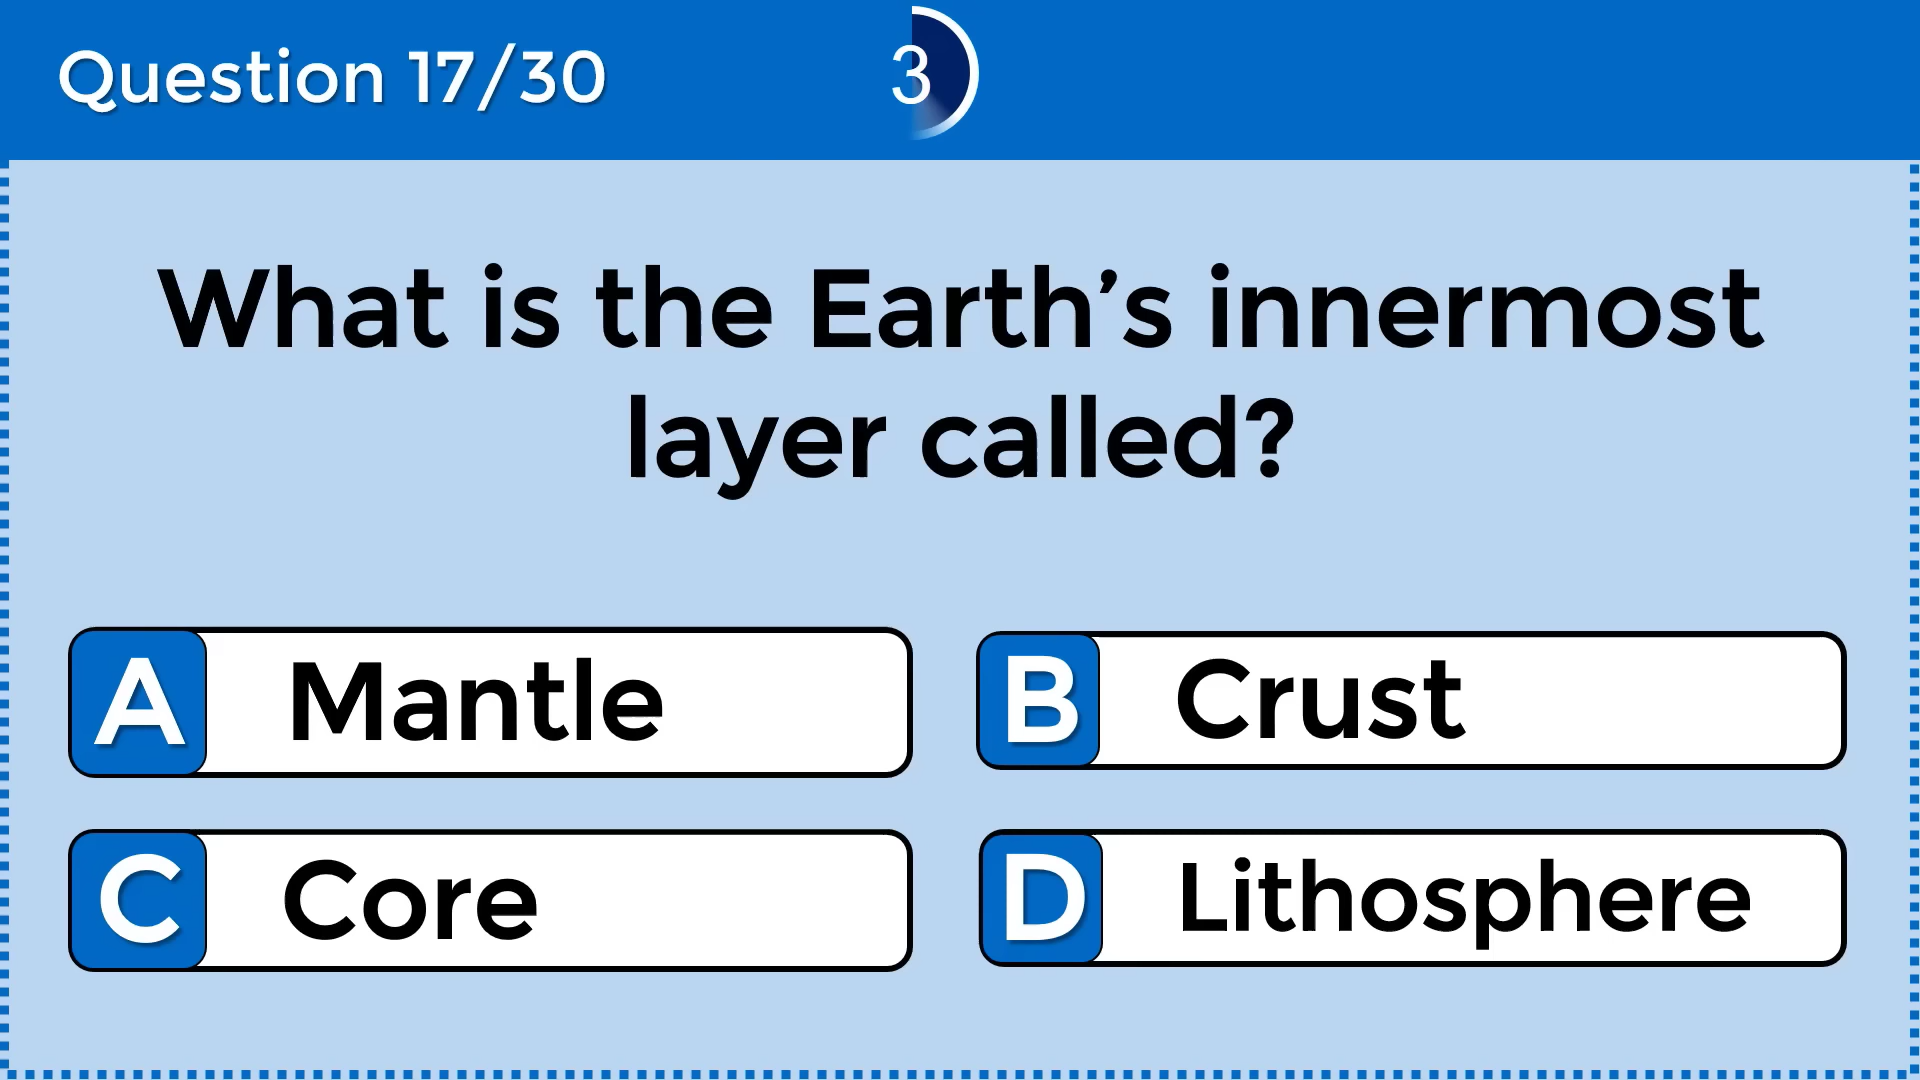 Question 17/30
3
What is the Earth’s innermost
layer called?
A Mantle
B Crust
C Core
D Lithosphere